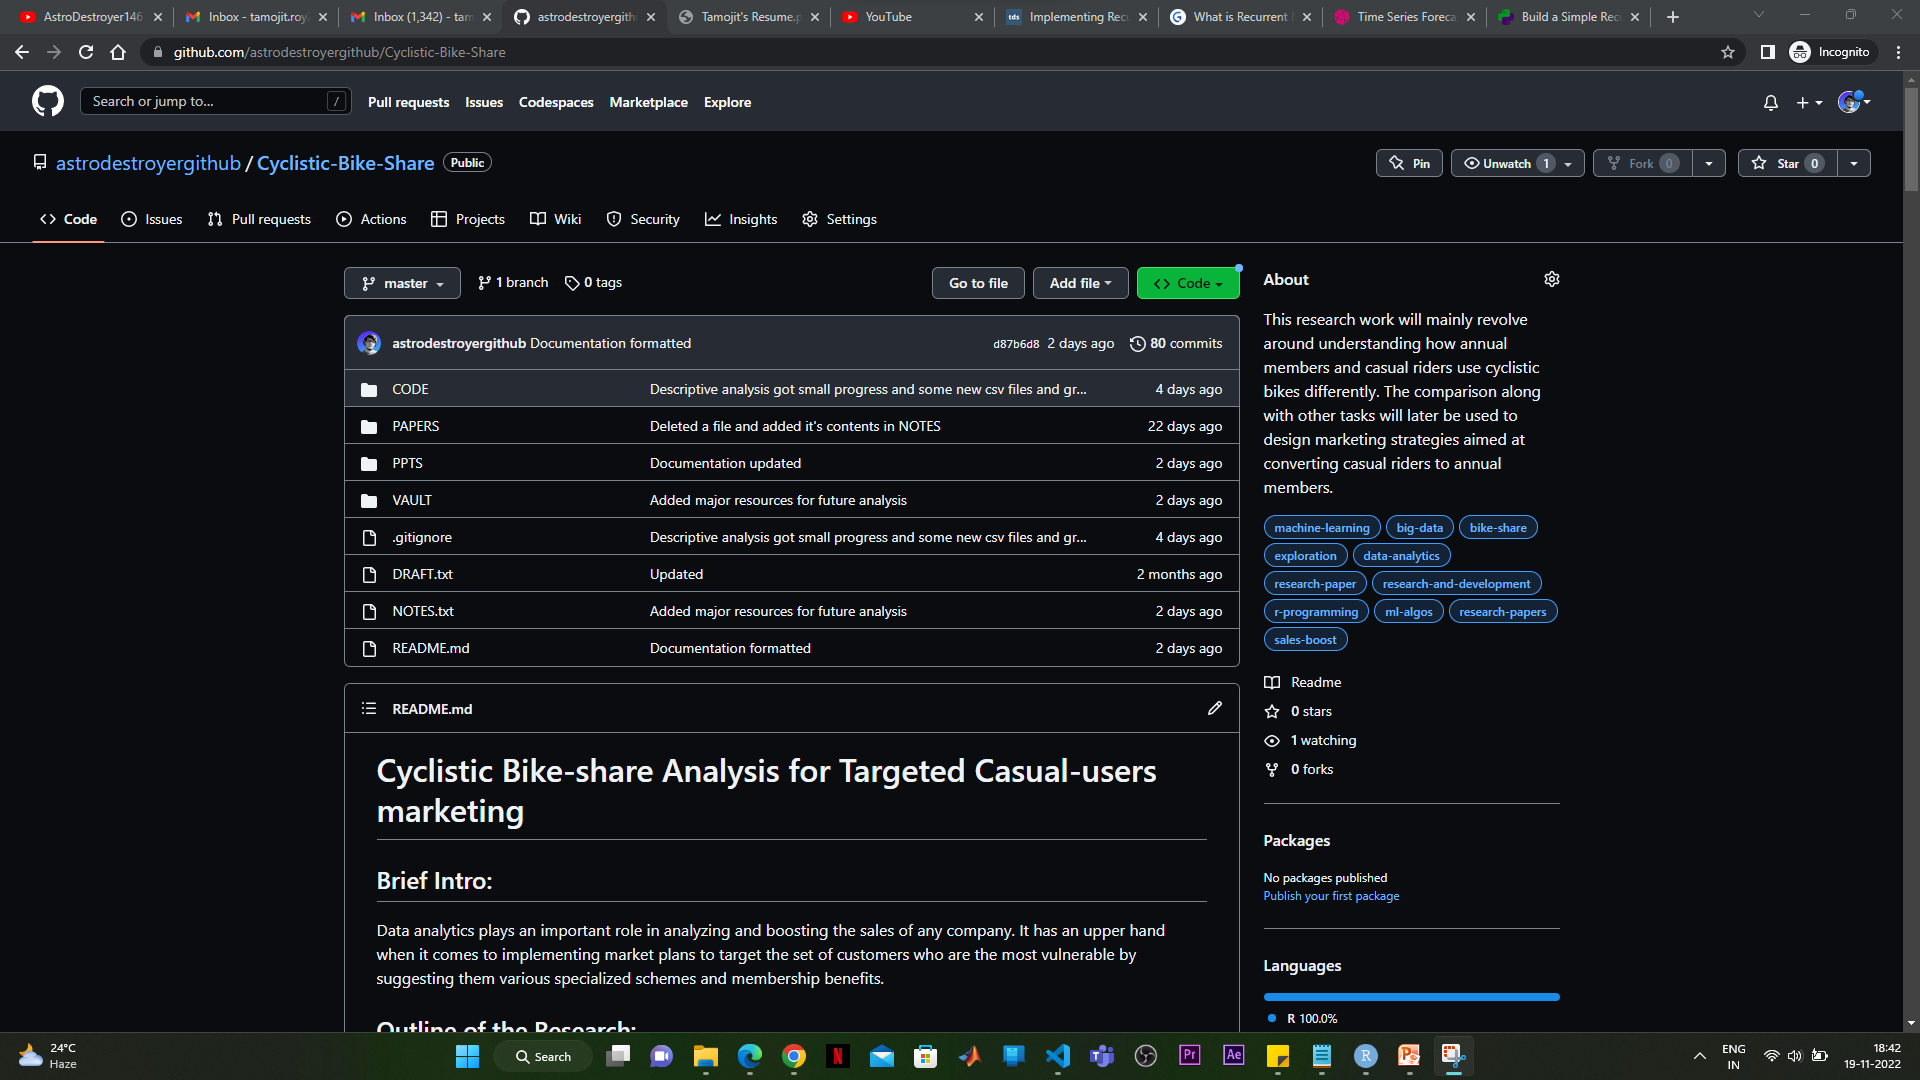 AstroDestroyer146
Inbox - tamojit.roy
Inbox (1,342) - tam
astrodestroyergith
Tamojit's Resume.p
YouTube
Implementing Recu
What is Recurrent
Time Series Foreca
Build a Simple Rec
github.com/astrodestroyergithub/Cyclistic-Bike-Share
Incognito
Search or jump to...
/
Pull requests
Issues
Codespaces
Marketplace
Explore
astrodestroyergithub / Cyclistic-Bike-Share
Public
Pin
Unwatch 1
Fork 0
Star 0
Code
Issues
Pull requests
Actions
Projects
Wiki
Security
Insights
Settings
master
1 branch
0 tags
Go to file
Add file
Code
astrodestroyergithub Documentation formatted
d87b6d8 2 days ago
80 commits
CODE
Descriptive analysis got small progress and some new csv files and gr...
4 days ago
PAPERS
Deleted a file and added it's contents in NOTES
22 days ago
PPTS
Documentation updated
2 days ago
VAULT
Added major resources for future analysis
2 days ago
.gitignore
Descriptive analysis got small progress and some new csv files and gr...
4 days ago
DRAFT.txt
Updated
2 months ago
NOTES.txt
Added major resources for future analysis
2 days ago
README.md
Documentation formatted
2 days ago
README.md
Cyclistic Bike-share Analysis for Targeted Casual-users
marketing
Brief Intro:
Data analytics plays an important role in analyzing and boosting the sales of any company. It has an upper hand
when it comes to implementing market plans to target the set of customers who are the most vulnerable by
suggesting them various specialized schemes and membership benefits.
Outline of the Research:
About
This research work will mainly revolve
around understanding how annual
members and casual riders use cyclistic
bikes differently. The comparison along
with other tasks will later be used to
design marketing strategies aimed at
converting casual riders to annual
members.
machine-learning
big-data
bike-share
exploration
data-analytics
research-paper
research-and-development
r-programming
ml-algos
research-papers
sales-boost
Readme
0 stars
1 watching
0 forks
Packages
No packages published
Publish your first package
Languages
R 100.0%
24°C
Haze
Search
ENG
IN
18:42
19-11-2022